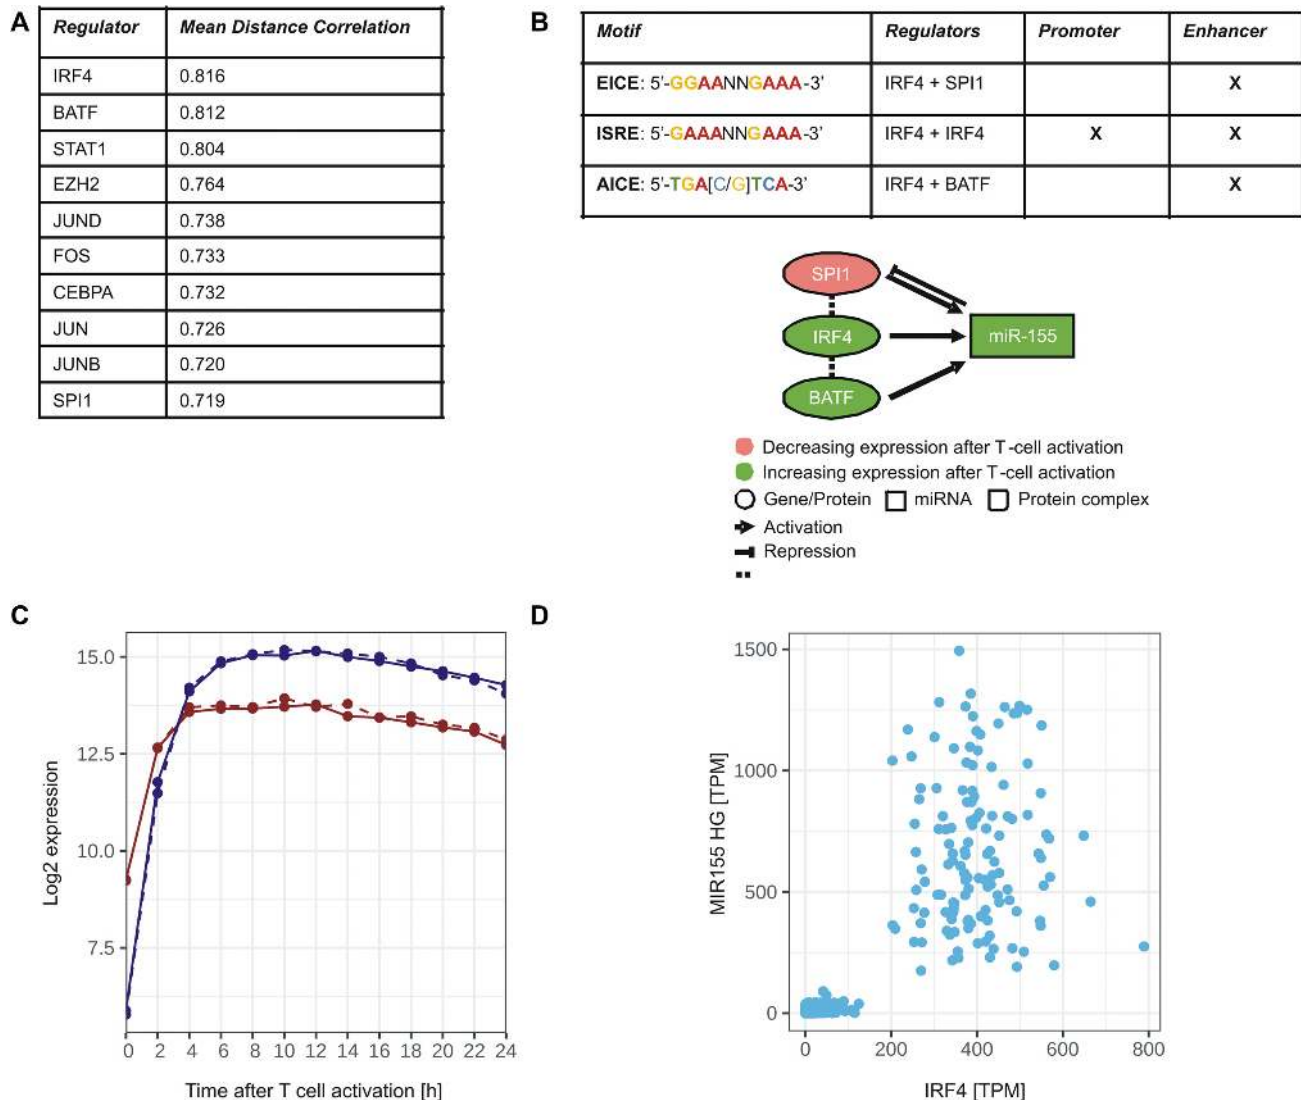 A
Regulator Mean Distance Correlation
IRF4 0.816
BATF 0.812
STAT1 0.804
EZH2 0.764
JUND 0.738
FOS 0.733
CEBPA 0.732
JUN 0.726
JUNB 0.720
SPI1 0.719
B
Motif Regulators Promoter Enhancer
EICE: 5'-GGAANNGAAA-3' IRF4 + SPI1 X
ISRE: 5'-GAAANNGAAA-3' IRF4 + IRF4 X X
AICE: 5'-TGA[C/G]TCA-3' IRF4 + BATF X
SPI1
IRF4
BATF
miR-155
Decreasing expression after T-cell activation
Increasing expression after T-cell activation
Gene/Protein miRNA Protein complex
Activation
Repression
C
Log2 expression
15.0
12.5
10.0
7.5
0 2 4 6 8 10 12 14 16 18 20 22 24
Time after T cell activation [h]
D
MIR155 HG [TPM]
1500
1000
500
0
0 200 400 600 800
IRF4 [TPM]